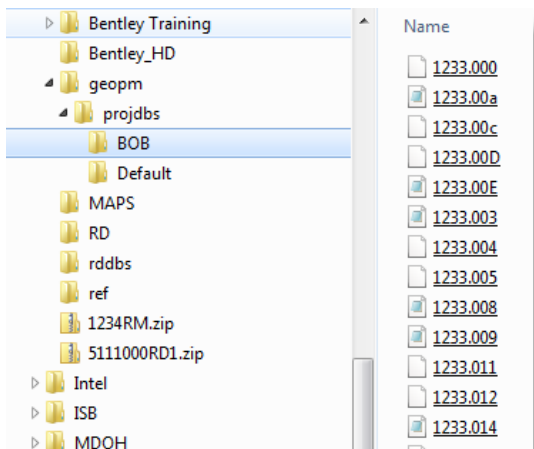 Bentley Training
Bentley_HD
geopm
projdbs
BOB
Default
MAPS
RD
rddbs
ref
1234RM.zip
5111000RD1.zip
Intel
ISB
MDOH
Name
1233.000
1233.00a
1233.00c
1233.00D
1233.00E
1233.003
1233.004
1233.005
1233.008
1233.009
1233.011
1233.012
1233.014